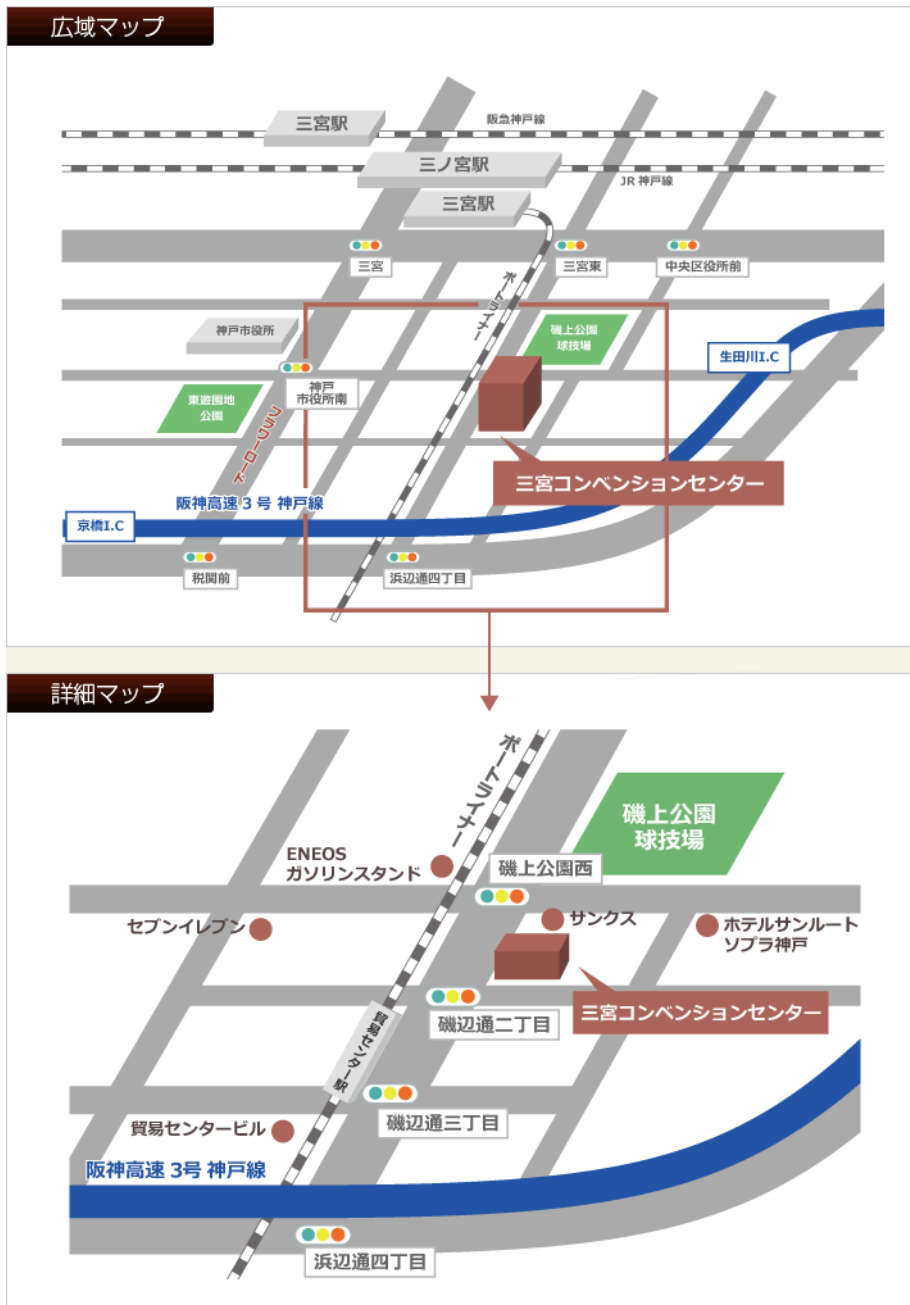 広域マップ
三宮駅
阪急神戸線
三ノ宮駅
JR 神戸線
三宮駅
三宮
三宮東
中央区役所前
ポートライナー
神戸市役所
磯上公園
球技場
生田川I.C
神戸
市役所南
東遊園地
公園
フラワーロード
三宮コンベンションセンター
阪神高速 3 号 神戸線
京橋I.C
税関前
浜辺通四丁目
詳細マップ
ポートライナー
磯上公園
球技場
ENEOS
ガソリンスタンド
磯上公園西
セブンイレブン
サンクス
ホテルサンルート
ソプラ神戸
三宮コンベンションセンター
磯辺通二丁目
貿易センター駅
磯辺通三丁目
貿易センタービル
阪神高速 3号 神戸線
浜辺通四丁目